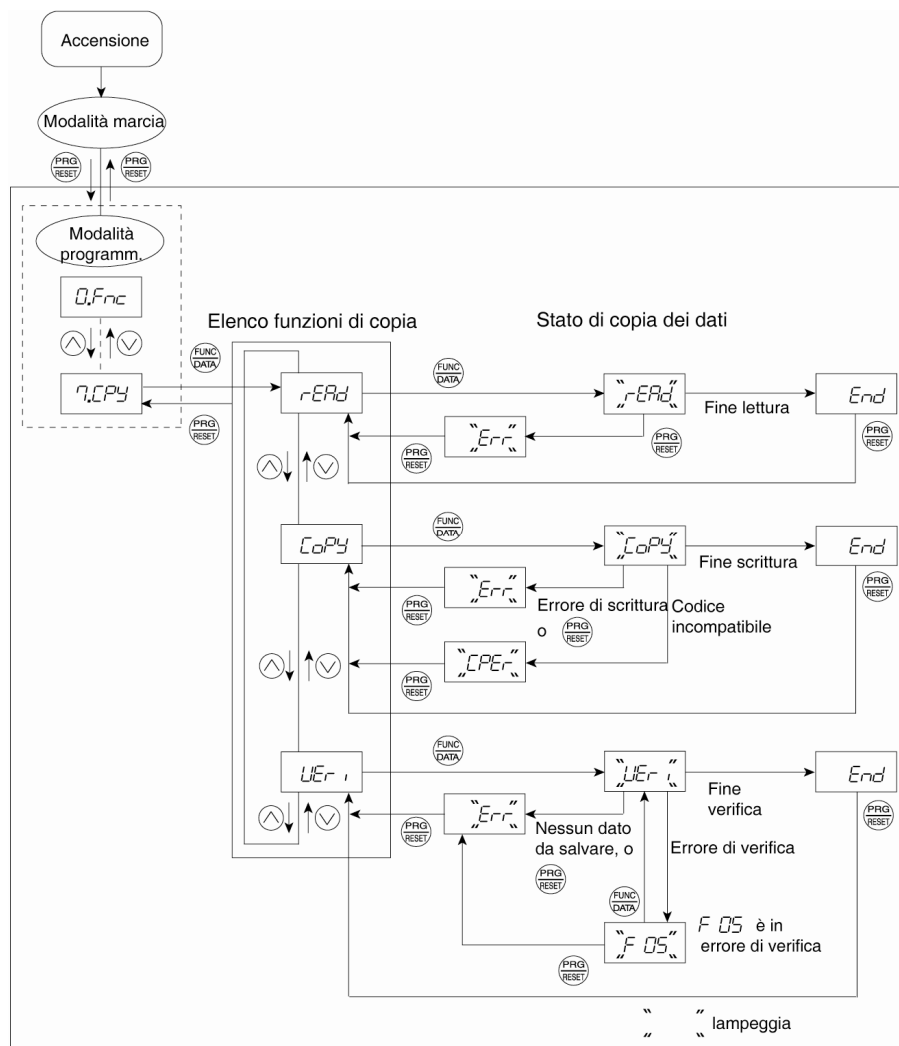 Accensione
Modalità marcia
PRG
RESET
PRG
RESET
Modalità
programm.
0.Fnc
7.CPY
Elenco funzioni di copia
Stato di copia dei dati
FUNC
DATA
PRG
RESET
rEAd
FUNC
DATA
rEAd
Fine lettura
End
Err
PRG
RESET
PRG
RESET
PRG
RESET
CoPY
FUNC
DATA
CoPY
Fine scrittura
End
Err
PRG
RESET
Errore di scrittura
o PRG
RESET
Codice
incompatibile
PRG
RESET
CPEr
PRG
RESET
UEr i
FUNC
DATA
UEr i
Fine
verifica
End
Err
PRG
RESET
Nessun dato
da salvare, o
PRG
RESET
Errore di verifica
PRG
RESET
FUNC
DATA
F 05
F 05 è in
errore di verifica
PRG
RESET
lampeggia